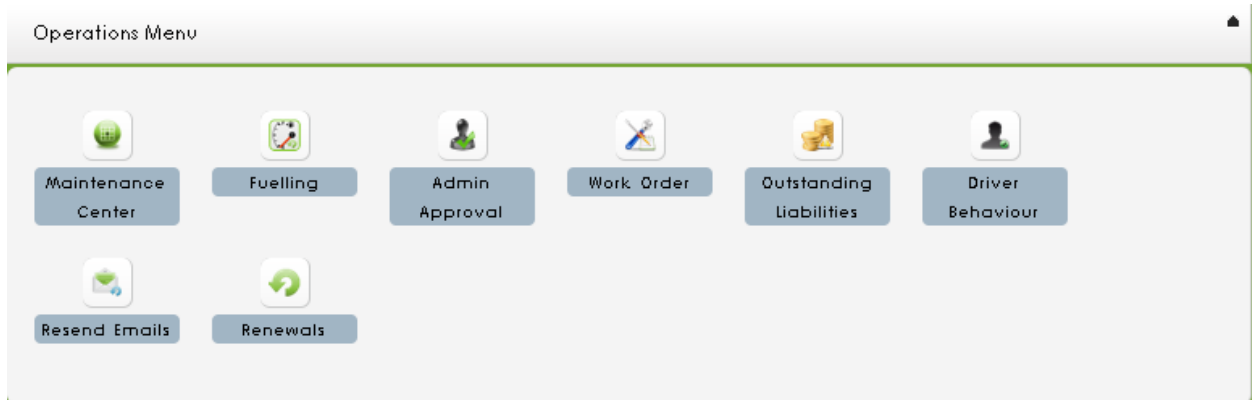 Operations Menu
Maintenance
Center
Fuelling
Admin
Approval
Work Order
Outstanding
Liabilities
Driver
Behaviour
Resend Emails
Renewals